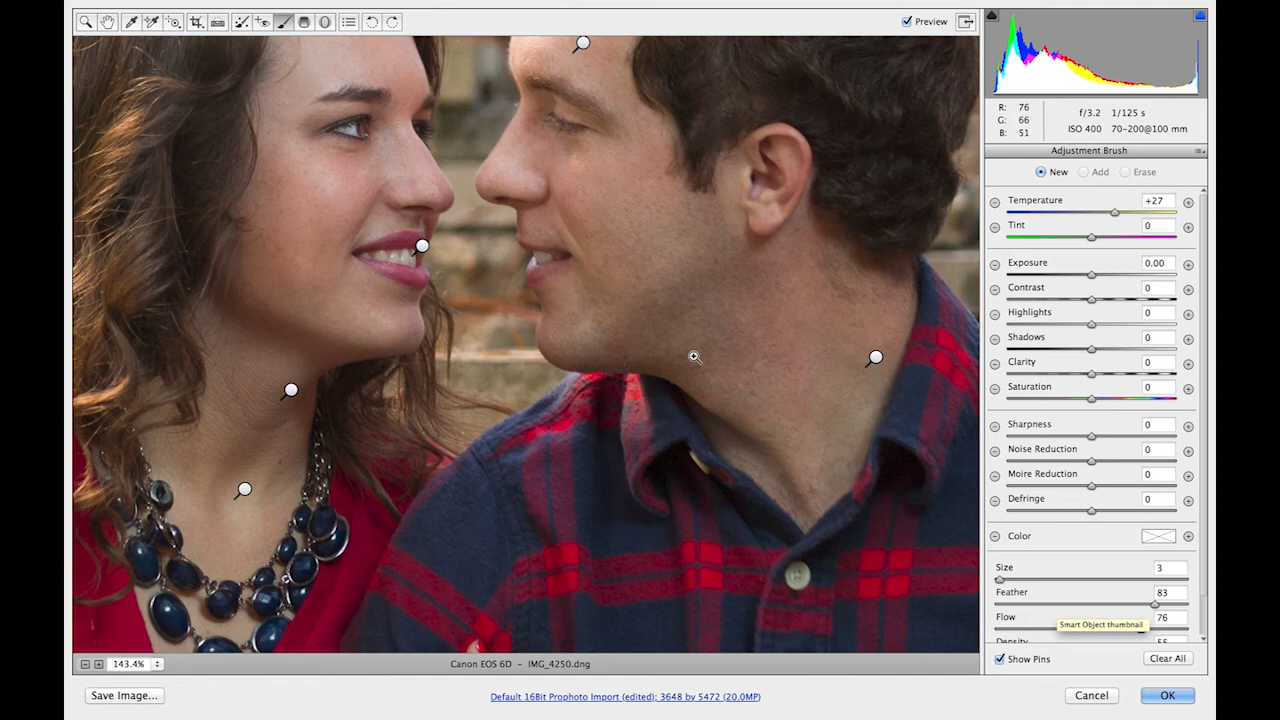 Preview
R: 76
G: 66
B: 51
f/3.2 1/125 s
ISO 400 70-200@100 mm
Adjustment Brush
New Add Erase
Temperature +27
Tint 0
Exposure 0.00
Contrast 0
Highlights 0
Shadows 0
Clarity 0
Saturation 0
Sharpness 0
Noise Reduction 0
Moire Reduction 0
Defringe 0
Color
Size 3
Feather 83
Flow 76
Smart Object thumbnail
Density 55
Show Pins Clear All
143.4% Canon EOS 6D - IMG_4250.dng
Save Image... Default 16Bit Prophoto Import (edited); 3648 by 5472 (20.0MP) Cancel OK